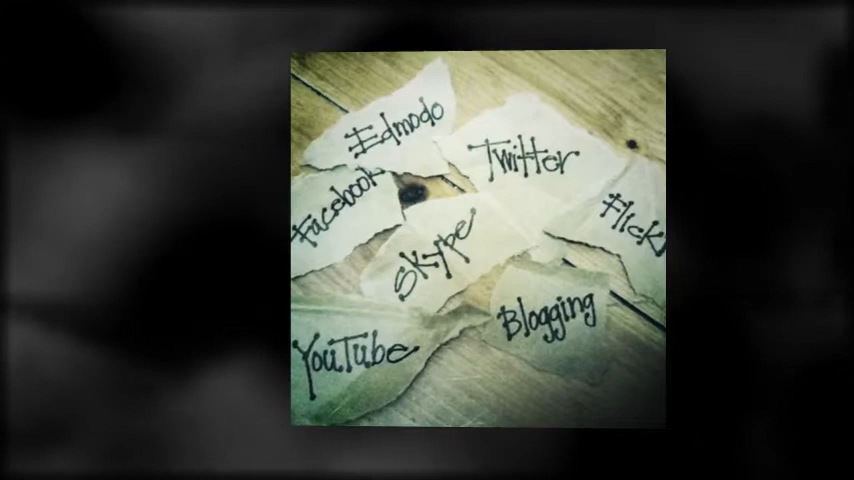 Edmodo
Twitter
Facebook
Flick
Skype
Blogging
YouTube